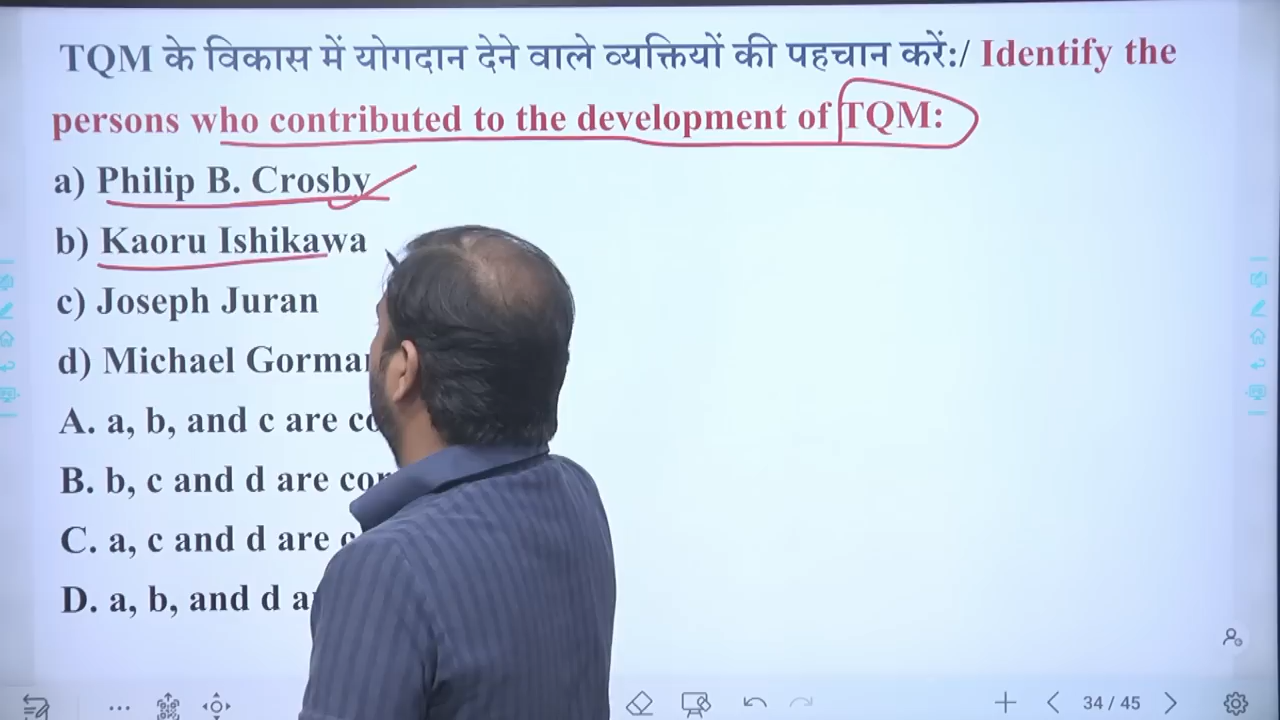 TQM के विकास में योगदान देने वाले व्यक्तियों की पहचान करें:/ Identify the
persons who contributed to the development of TQM:
a) Philip B. Crosby
b) Kaoru Ishikawa
c) Joseph Juran
d) Michael
A. a, b, and c are
B. b, c and d are
C. a, c and d are
D. a, b, and d
34 / 45